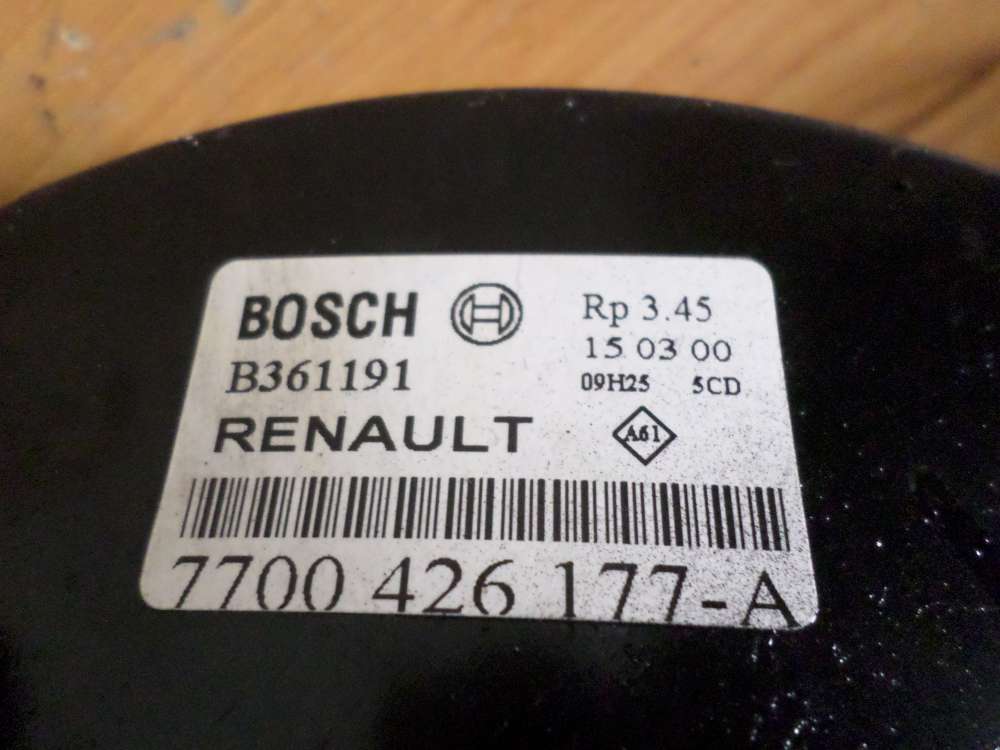 BOSCH Rp 3.45
15 03 00
B361191 09H25 5CD
RENAULT A61
7700 426 177-A